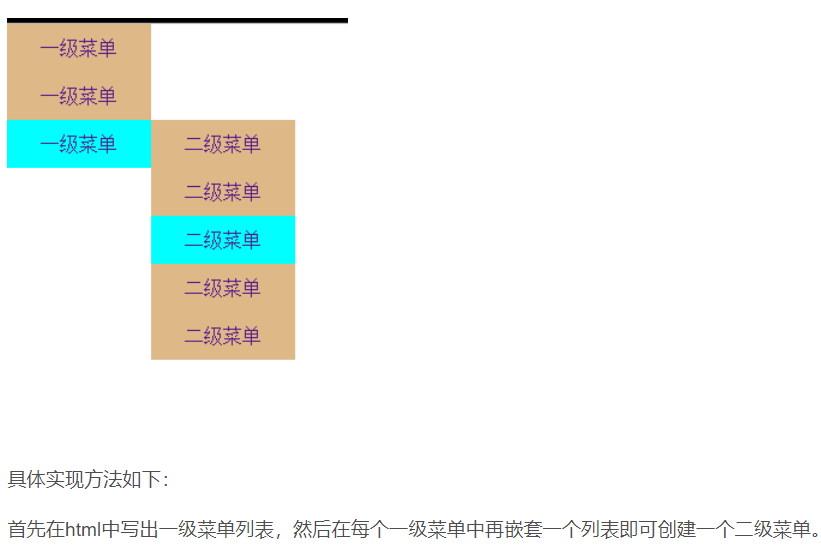 一级菜单
一级菜单
一级菜单 二级菜单
二级菜单
二级菜单
二级菜单
二级菜单
具体实现方法如下：
首先在html中写出一级菜单列表，然后在每个一级菜单中再嵌套一个列表即可创建一个二级菜单。